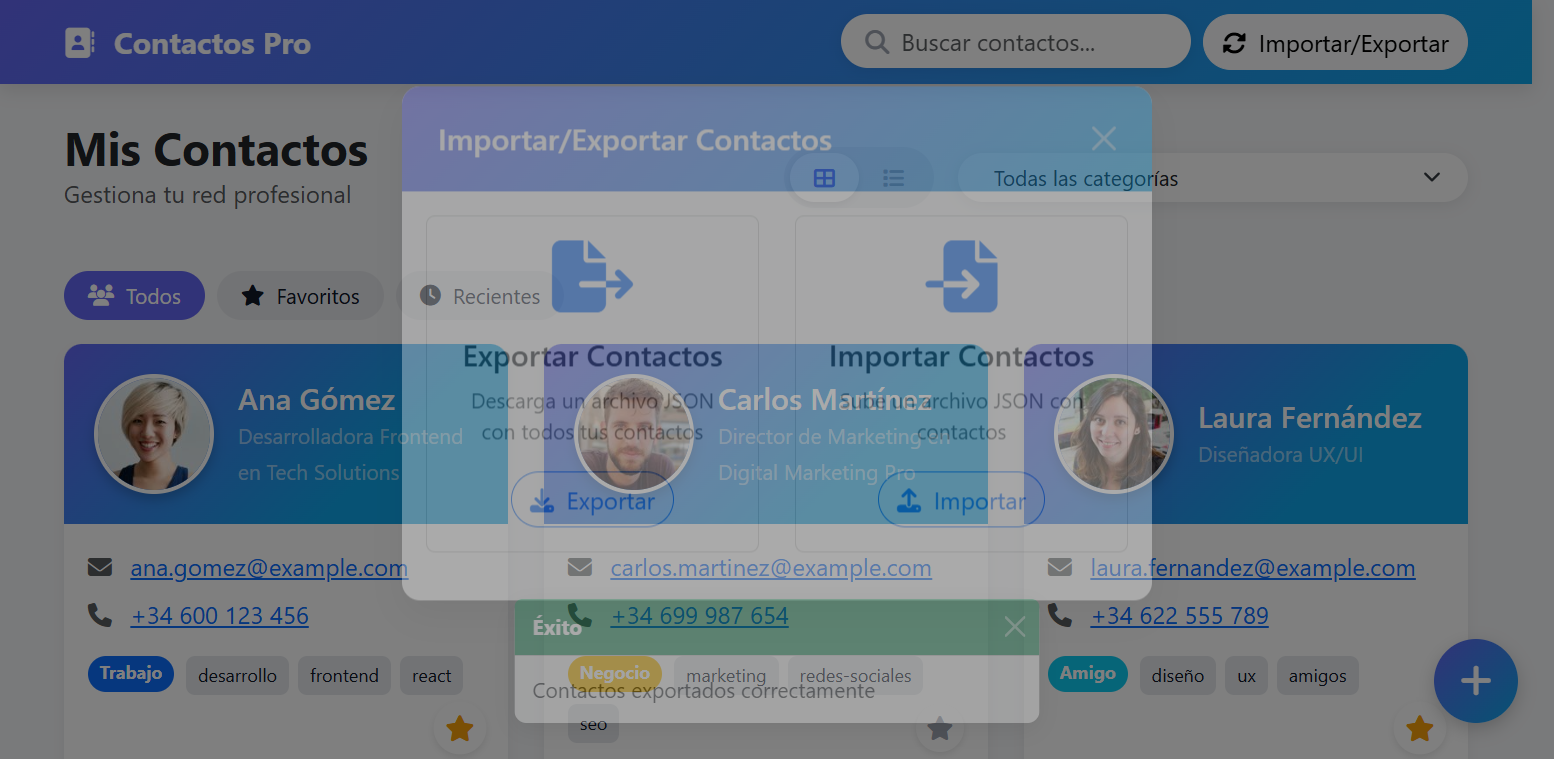 Contactos Pro
Buscar contactos...
Importar/Exportar
Importar/Exportar Contactos
Mis Contactos
Gestiona tu red profesional
Todas las categorías
Todos
Favoritos
Recientes
Exportar Contactos
Descarga un archivo JSON
con todos tus contactos
Exportar
Importar Contactos
Sube un archivo JSON con
contactos
Importar
Ana Gómez
Desarrolladora Frontend
en Tech Solutions
ana.gomez@example.com
+34 600 123 456
Trabajo
desarrollo
frontend
react
Carlos Martínez
Director de Marketing en
Digital Marketing Pro
carlos.martinez@example.com
+34 699 987 654
Negocio
marketing
redes-sociales
seo
Laura Fernández
Diseñadora UX/UI
laura.fernandez@example.com
+34 622 555 789
Amigo
diseño
ux
amigos
Éxito
Contactos exportados correctamente